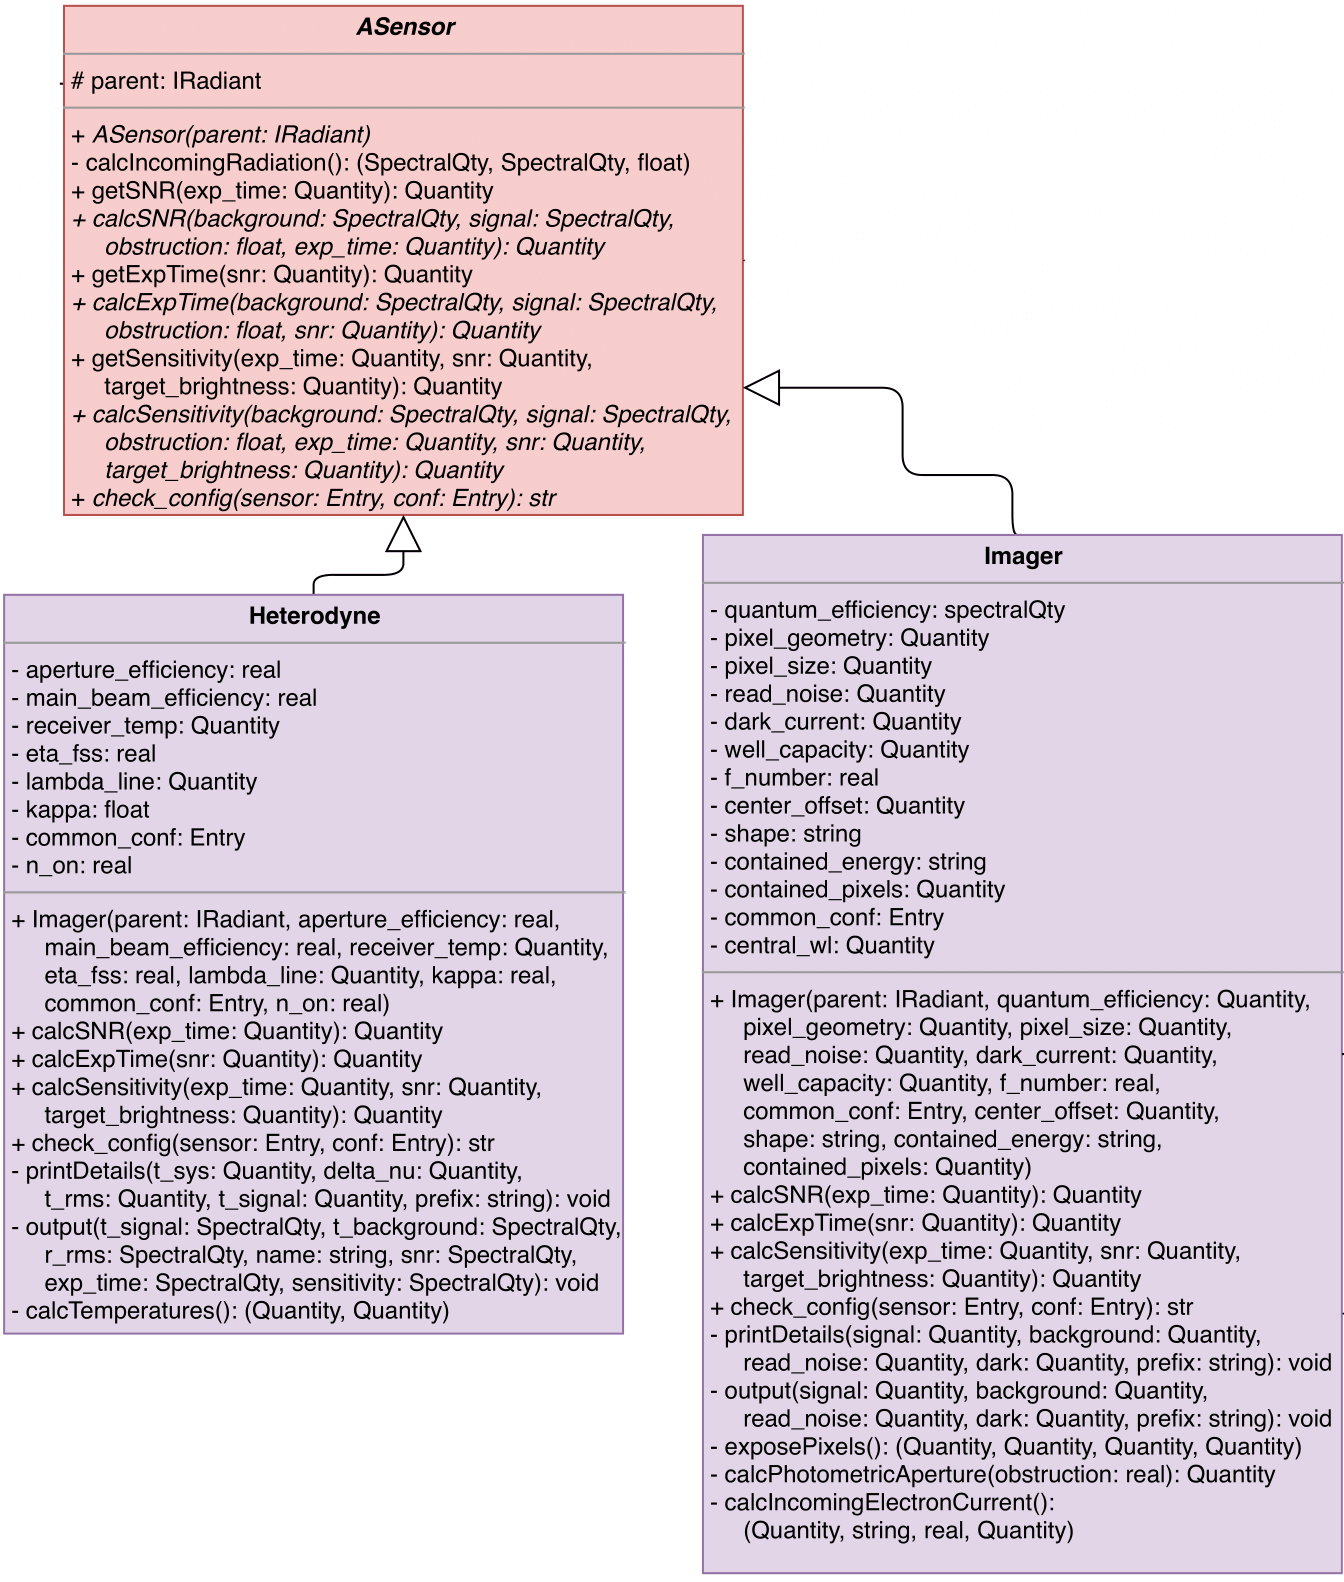 ASensor
# parent: IRadiant
+ ASensor(parent: IRadiant)
- calcIncomingRadiation(): (SpectralQty, SpectralQty, float)
+ getSNR(exp_time: Quantity): Quantity
+ calcSNR(background: SpectralQty, signal: SpectralQty,
obstruction: float, exp_time: Quantity): Quantity
+ getExpTime(snr: Quantity): Quantity
+ calcExpTime(background: SpectralQty, signal: SpectralQty,
obstruction: float, snr: Quantity): Quantity
+ getSensitivity(exp_time: Quantity, snr: Quantity,
target_brightness: Quantity): Quantity
+ calcSensitivity(background: SpectralQty, signal: SpectralQty,
obstruction: float, exp_time: Quantity, snr: Quantity,
target_brightness: Quantity): Quantity
+ check_config(sensor: Entry, conf: Entry): str
Heterodyne
- aperture_efficiency: real
- main_beam_efficiency: real
- receiver_temp: Quantity
- eta_fss: real
- lambda_line: Quantity
- kappa: float
- common_conf: Entry
- n_on: real
+ Imager(parent: IRadiant, aperture_efficiency: real,
main_beam_efficiency: real, receiver_temp: Quantity,
eta_fss: real, lambda_line: Quantity, kappa: real,
common_conf: Entry, n_on: real)
+ calcSNR(exp_time: Quantity): Quantity
+ calcExpTime(snr: Quantity): Quantity
+ calcSensitivity(exp_time: Quantity, snr: Quantity,
target_brightness: Quantity): Quantity
+ check_config(sensor: Entry, conf: Entry): str
- printDetails(t_sys: Quantity, delta_nu: Quantity,
t_rms: Quantity, t_signal: Quantity, prefix: string): void
- output(t_signal: SpectralQty, t_background: SpectralQty,
r_rms: SpectralQty, name: string, snr: SpectralQty,
exp_time: SpectralQty, sensitivity: SpectralQty): void
- calcTemperatures(): (Quantity, Quantity)
Imager
- quantum_efficiency: spectralQty
- pixel_geometry: Quantity
- pixel_size: Quantity
- read_noise: Quantity
- dark_current: Quantity
- well_capacity: Quantity
- f_number: real
- center_offset: Quantity
- shape: string
- contained_energy: string
- contained_pixels: Quantity
- common_conf: Entry
- central_wl: Quantity
+ Imager(parent: IRadiant, quantum_efficiency: Quantity,
pixel_geometry: Quantity, pixel_size: Quantity,
read_noise: Quantity, dark_current: Quantity,
well_capacity: Quantity, f_number: real,
common_conf: Entry, center_offset: Quantity,
shape: string, contained_energy: string,
contained_pixels: Quantity)
+ calcSNR(exp_time: Quantity): Quantity
+ calcExpTime(snr: Quantity): Quantity
+ calcSensitivity(exp_time: Quantity, snr: Quantity,
target_brightness: Quantity): Quantity
+ check_config(sensor: Entry, conf: Entry): str
- printDetails(signal: Quantity, background: Quantity,
read_noise: Quantity, dark: Quantity, prefix: string): void
- output(signal: Quantity, background: Quantity,
read_noise: Quantity, dark: Quantity, prefix: string): void
- exposePixels(): (Quantity, Quantity, Quantity, Quantity)
- calcPhotometricAperture(obstruction: real): Quantity
- calcIncomingElectronCurrent():
(Quantity, string, real, Quantity)